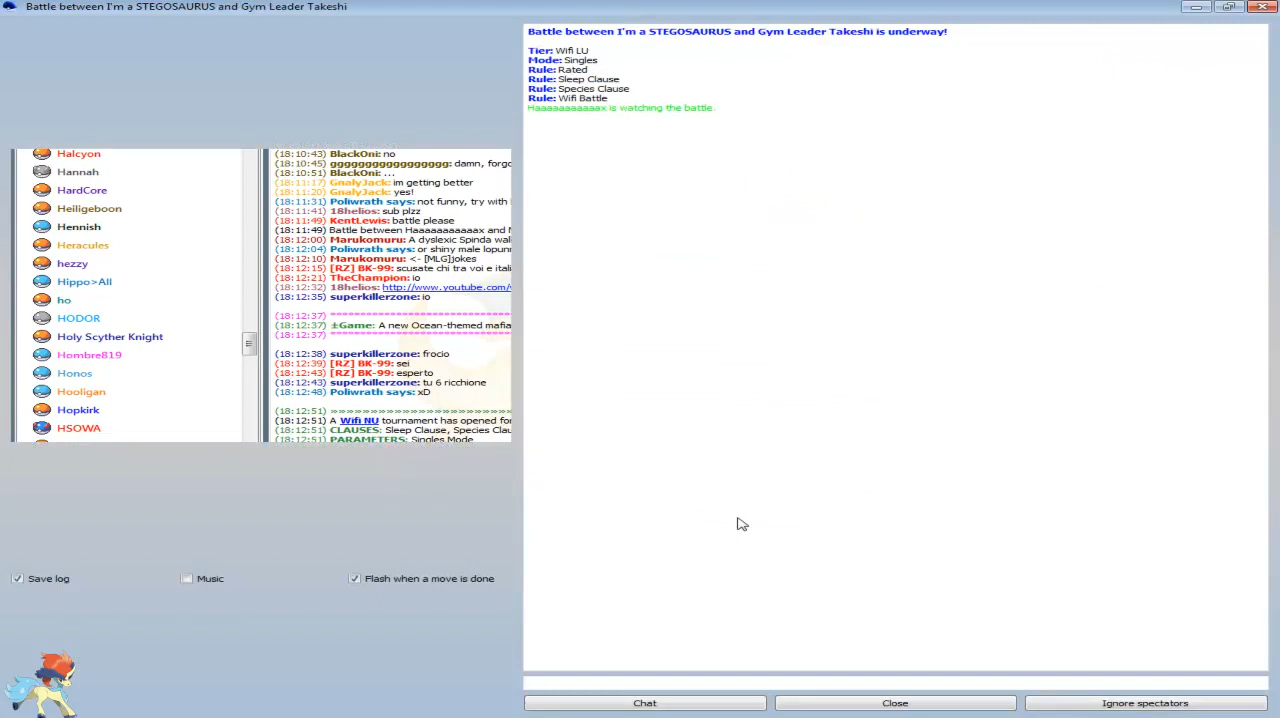 Battle between I'm a STEGOSAURUS and Gym Leader Takeshi
Halcyon
Hannah
HardCore
Heiligeboon
Hennish
Heracules
hezzy
Hippo>All
ho
HODOR
Holy Scyther Knight
Hombre819
Honos
Hooligan
Hopkirk
HSOWA
(18:10:43) BlackOni: no
(18:10:45) ggggggggggggggggg: damn, forgo
(18:10:51) BlackOni: ...
(18:11:17) GnalyJack: im getting better
(18:11:20) GnalyJack: yes!
(18:11:31) Poliwrath says: not funny, try with
(18:11:41) 18helios: sub plzz
(18:11:49) KentLewis: battle please
(18:11:49) Battle between Haaaaaaaaaaax and
(18:12:00) Marukomuru: A dyslexic Spinda wal
(18:12:04) Poliwrath says: or shiny male lopunn
(18:12:10) Marukomuru: <- [MLG]jokes
(18:12:15) [RZ] BK-99: scusate chi tra voi e itali
(18:12:21) TheChampion: io
(18:12:32) 18helios: http://www.youtube.com/
(18:12:35) superkillerzone: io
(18:12:37)
(18:12:37) ±Game: A new Ocean-themed mafia
(18:12:37)
(18:12:38) superkillerzone: frocio
(18:12:39) [RZ] BK-99: sei
(18:12:43) [RZ] BK-99: esperto
(18:12:43) superkillerzone: tu 6 ricchione
(18:12:48) Poliwrath says: xD
(18:12:51) »»»»»»»»»»»»»»»»»»»»»»
(18:12:51) A Wifi NU tournament has opened for
(18:12:51) CLAUSES: Sleep Clause, Species Clau
(18:12:51) PARAMETERS: Singles Mode
Save log
Music
Flash when a move is done
Battle between I'm a STEGOSAURUS and Gym Leader Takeshi is underway!
Tier: Wifi LU
Mode: Singles
Rule: Rated
Rule: Sleep Clause
Rule: Species Clause
Rule: Wifi Battle
Haaaaaaaaaaax is watching the battle.
Chat
Close
Ignore spectators